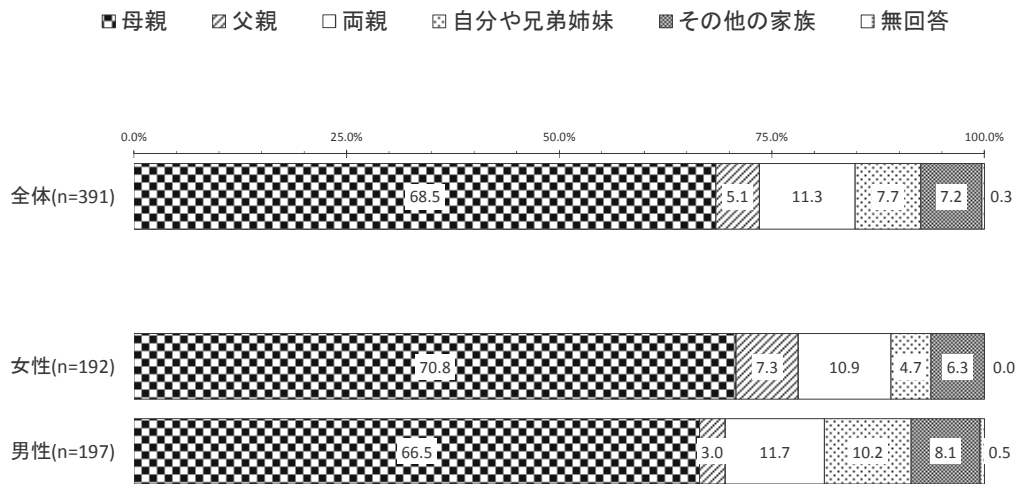 母親 父親 両親 自分や兄弟姉妹 その他の家族 無回答
0.0% 25.0% 50.0% 75.0% 100.0%
全体(n=391) 68.5 5.1 11.3 7.7 7.2 0.3
女性(n=192) 70.8 7.3 10.9 4.7 6.3 0.0
男性(n=197) 66.5 3.0 11.7 10.2 8.1 0.5